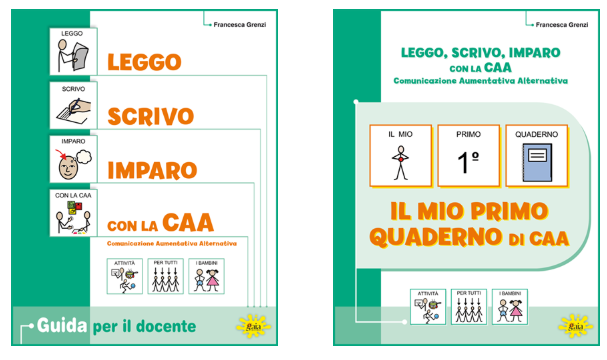 Francesca Grenzi
LEGGO
LEGGO
SCRIVO
SCRIVO
IMPARO
IMPARO
CON LA CAA
CON LA CAA
Comunicazione Aumentativa Alternativa
ATTIVITÀ
PER TUTTI
I BAMBINI
Guida per il docente
gaia
Francesca Grenzi
LEGGO, SCRIVO, IMPARO
CON LA CAA
Comunicazione Aumentativa Alternativa
IL MIO
PRIMO
QUADERNO
1º
IL MIO PRIMO
QUADERNO DI CAA
ATTIVITÀ
PER TUTTI
I BAMBINI
gaia